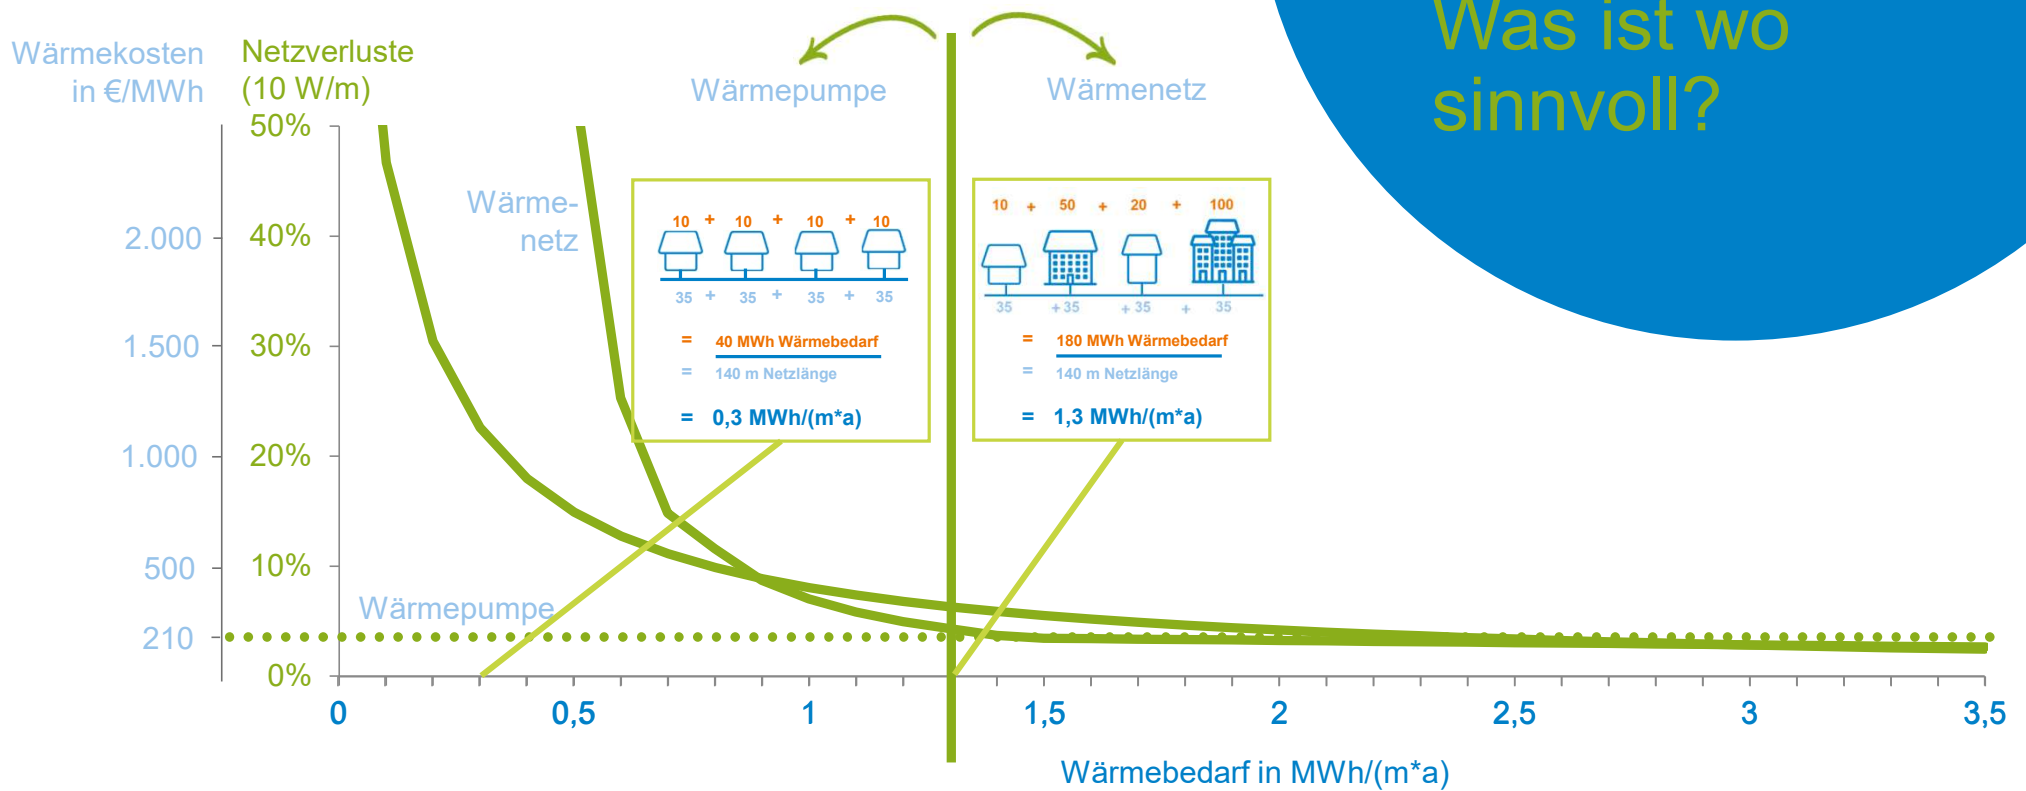 Was ist wo
sinnvoll?
Wärmekosten
in €/MWh
Netzverluste
(10 W/m)
Wärmepumpe
Wärmenetz
50%
40%
30%
20%
10%
0%
2.000
1.500
1.000
500
210
Wärme-
netz
Wärmepumpe
10 + 10 + 10 + 10
35 + 35 + 35 + 35
= 40 MWh Wärmebedarf
= 140 m Netzlänge
= 0,3 MWh/(m*a)
10 + 50 + 20 + 100
35 + 35 + 35 + 35
= 180 MWh Wärmebedarf
= 140 m Netzlänge
= 1,3 MWh/(m*a)
0 0,5 1 1,5 2 2,5 3 3,5
Wärmebedarf in MWh/(m*a)